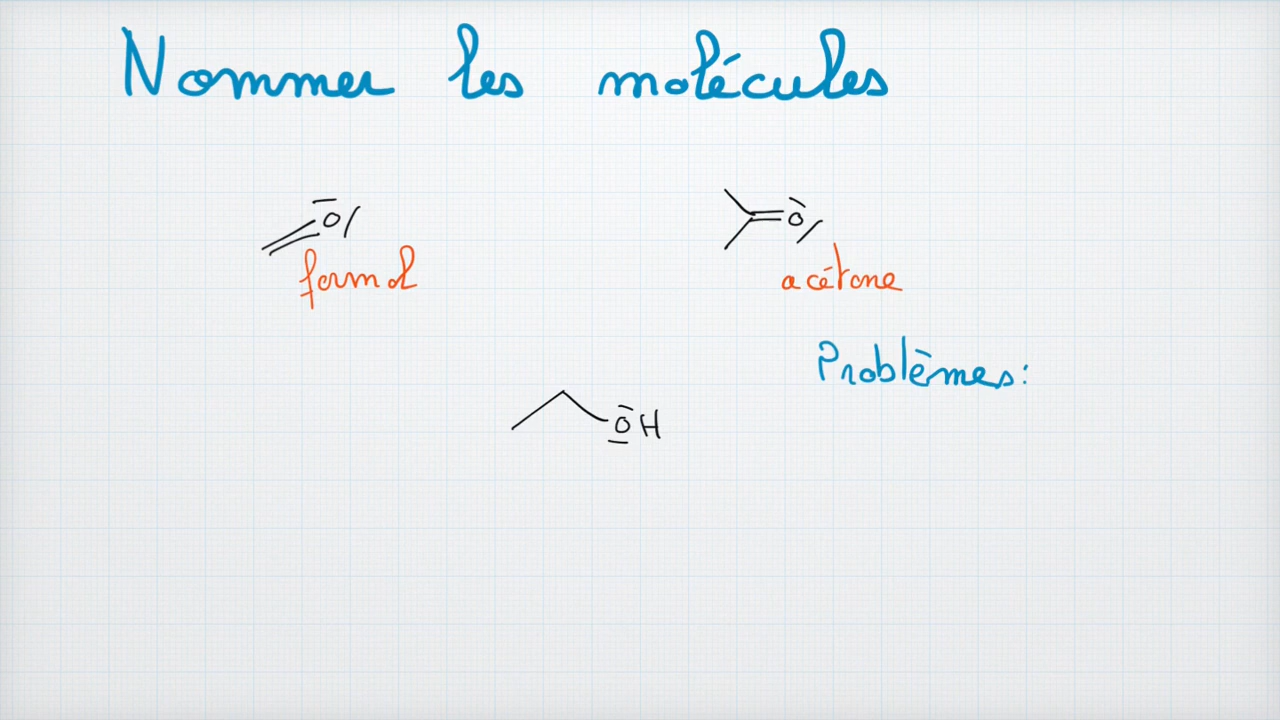 Nommer les molécules
O
formol
O
acétone
Problèmes:
OH